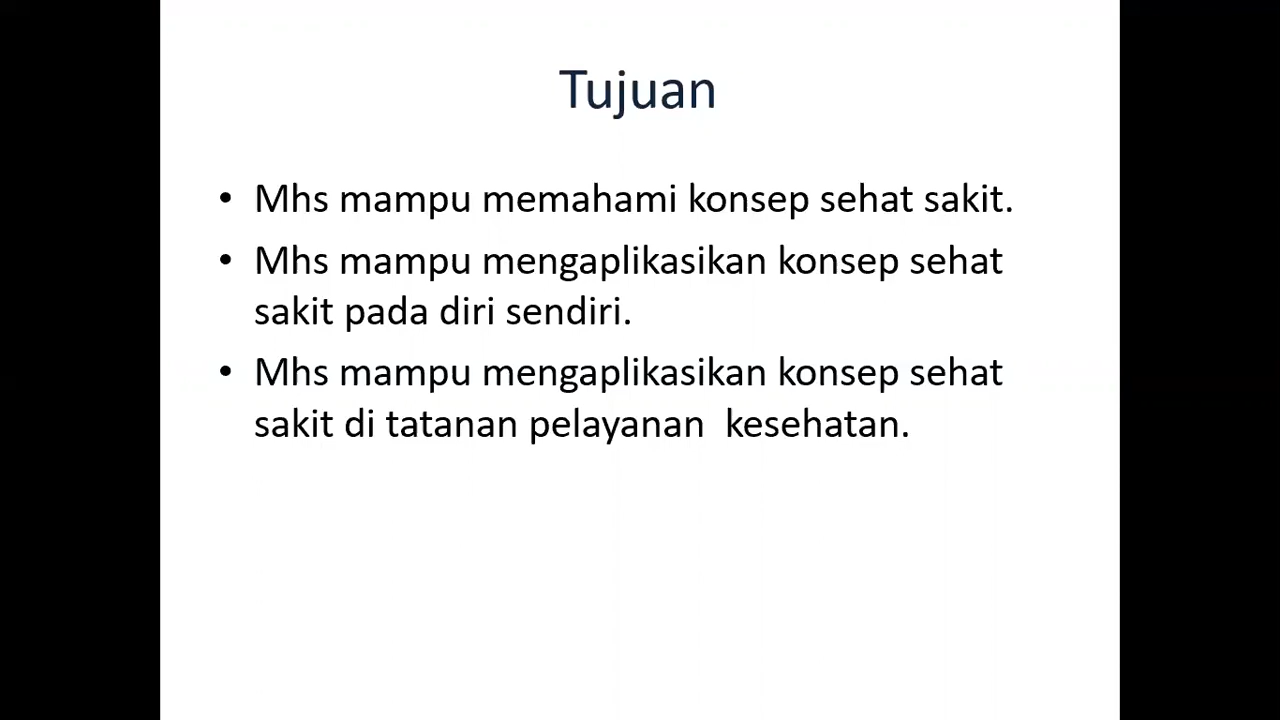 Tujuan
• Mhs mampu memahami konsep sehat sakit.
• Mhs mampu mengaplikasikan konsep sehat
sakit pada diri sendiri.
• Mhs mampu mengaplikasikan konsep sehat
sakit di tatanan pelayanan  kesehatan.